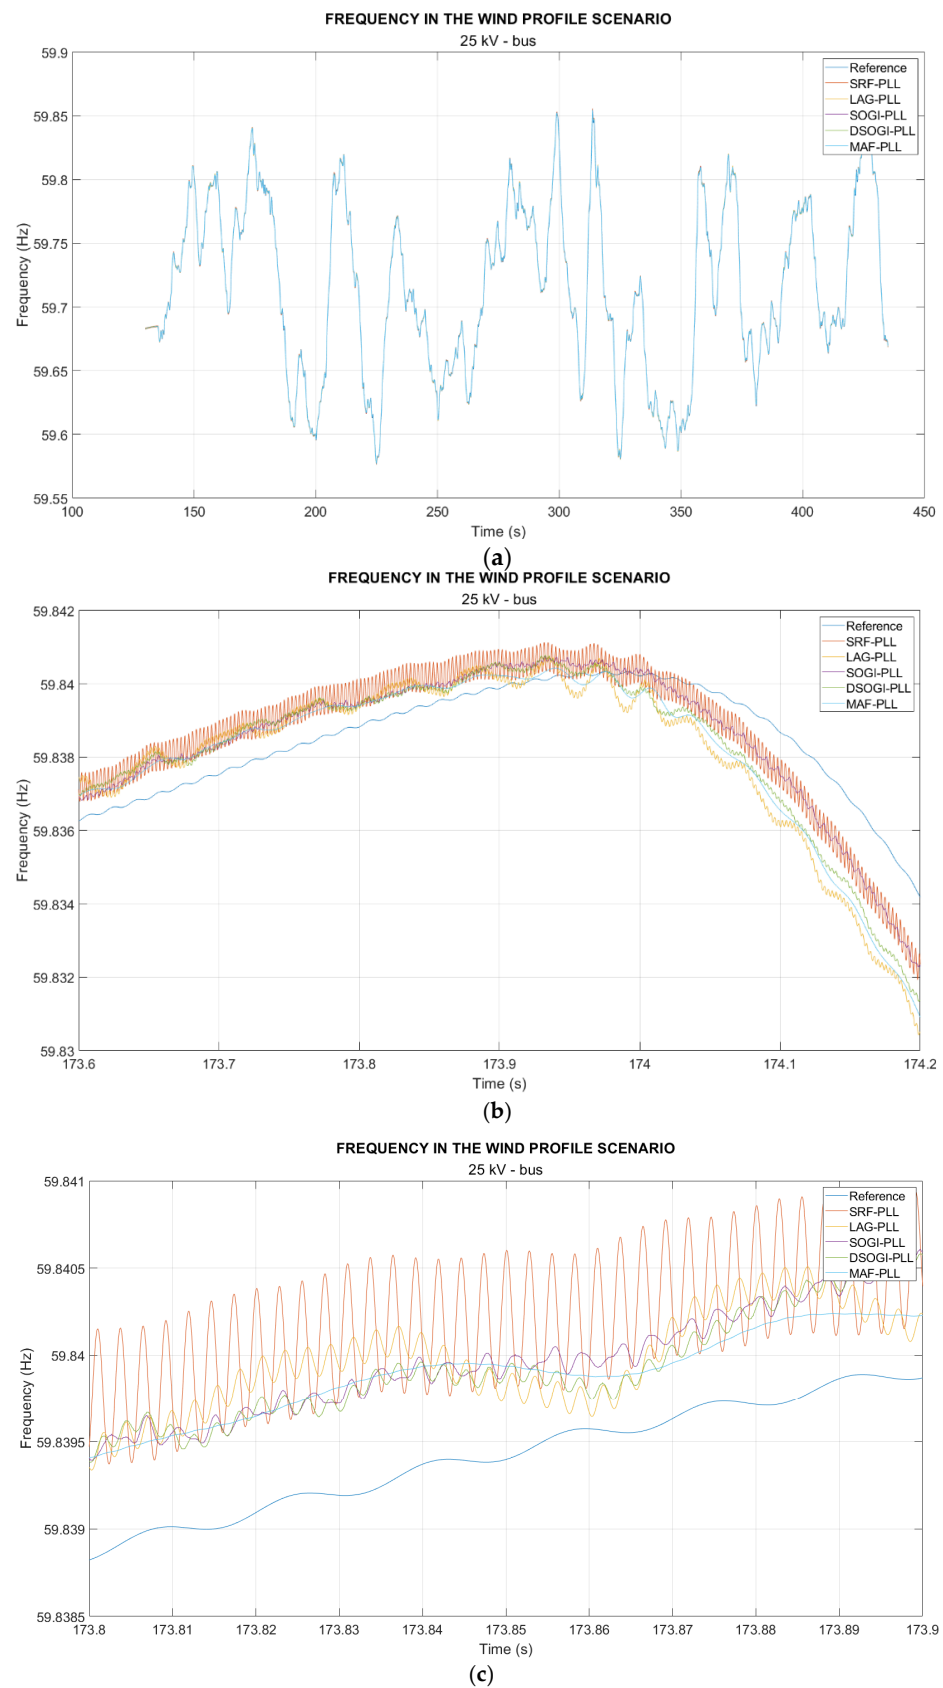 FREQUENCY IN THE WIND PROFILE SCENARIO
25 kV - bus
59.9
59.85
59.8
59.75
59.7
59.65
59.6
59.55
Frequency (Hz)
Reference
SRF-PLL
LAG-PLL
SOGI-PLL
DSOGI-PLL
MAF-PLL
100 150 200 250 300 350 400 450
Time (s)
(a)
FREQUENCY IN THE WIND PROFILE SCENARIO
25 kV - bus
59.842
59.84
59.838
59.836
59.834
59.832
59.83
Frequency (Hz)
Reference
SRF-PLL
LAG-PLL
SOGI-PLL
DSOGI-PLL
MAF-PLL
173.6 173.7 173.8 173.9 174 174.1 174.2
Time (s)
(b)
FREQUENCY IN THE WIND PROFILE SCENARIO
25 kV - bus
59.841
59.8405
59.84
59.8395
59.839
59.8385
Frequency (Hz)
Reference
SRF-PLL
LAG-PLL
SOGI-PLL
DSOGI-PLL
MAF-PLL
173.8 173.81 173.82 173.83 173.84 173.85 173.86 173.87 173.88 173.89 173.9
Time (s)
(c)